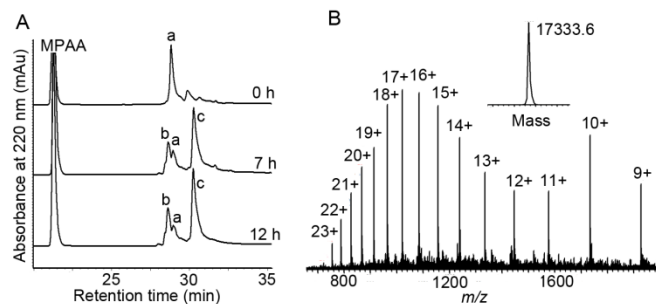 A
Absorbance at 220 nm (mAu)
MPAA
a
0 h
b
a
c
7 h
b
a
c
12 h
25 30 35
Retention time (min)
B
17333.6
Mass
23+
22+
21+
20+
19+
18+
17+
16+
15+
14+
13+
12+
11+
10+
9+
800 1200 1600
m/z